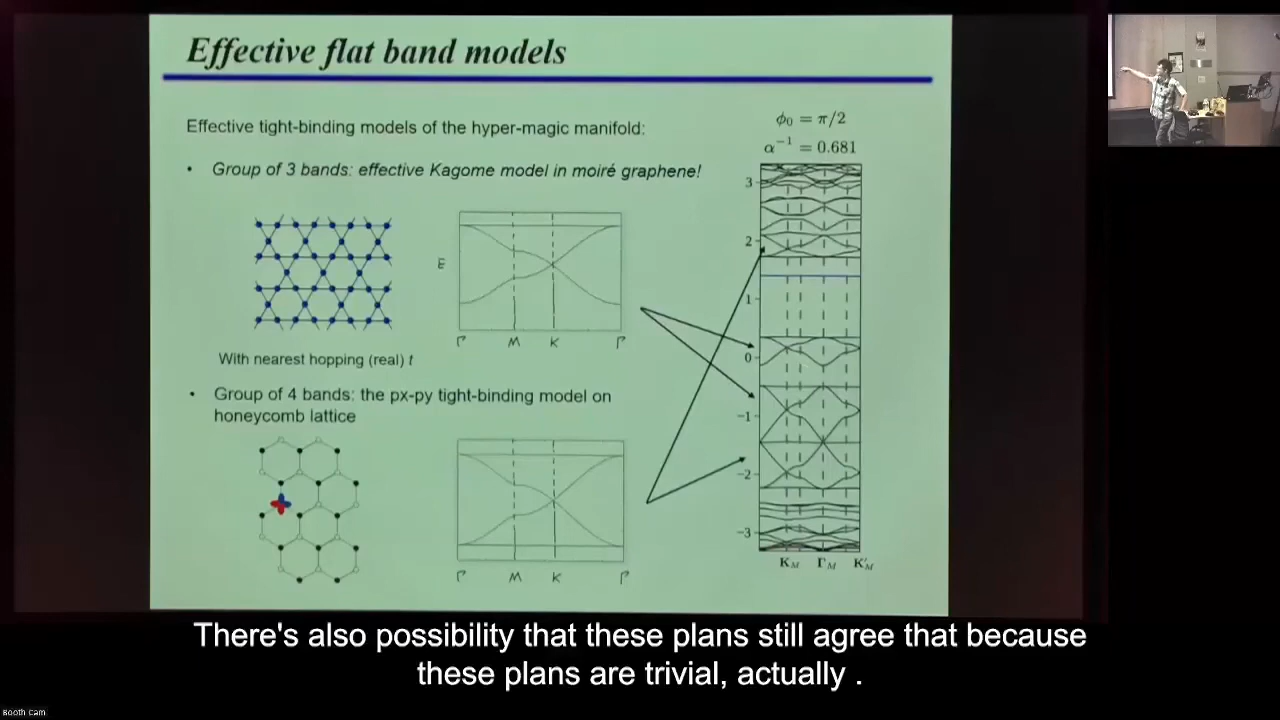 Effective flat band models
Effective tight-binding models of the hyper-magic manifold:
• Group of 3 bands: effective Kagome model in moiré graphene!
E
Γ M K Γ
With nearest hopping (real) t
• Group of 4 bands: the px-py tight-binding model on
honeycomb lattice
Γ M K Γ
ϕ₀ = π/2
α⁻¹ = 0.681
3
2
1
0
−1
−2
−3
K_M Γ_M K′_M
There's also possibility that these plans still agree that because
these plans are trivial, actually .
Booth Cam